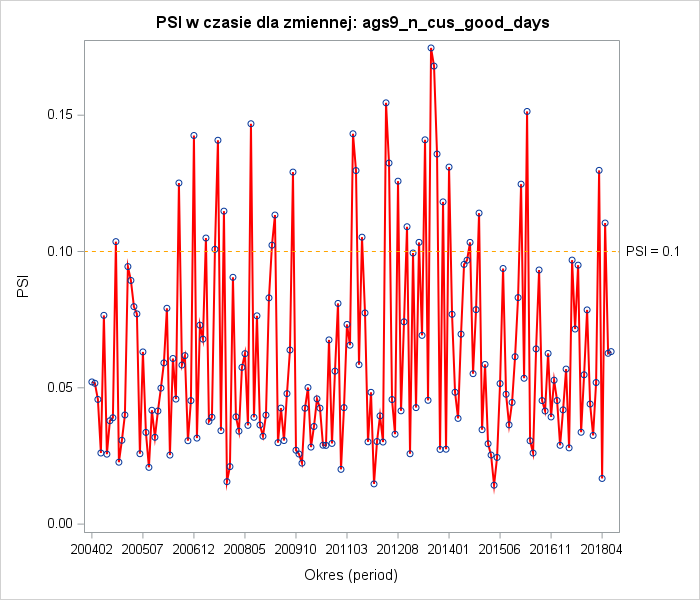 PSI w czasie dla zmiennej: ags9_n_cus_good_days
0.15
0.10
PSI = 0.1
PSI
0.05
0.00
200402 200507 200612 200805 200910 201103 201208 201401 201506 201611 201804
Okres (period)